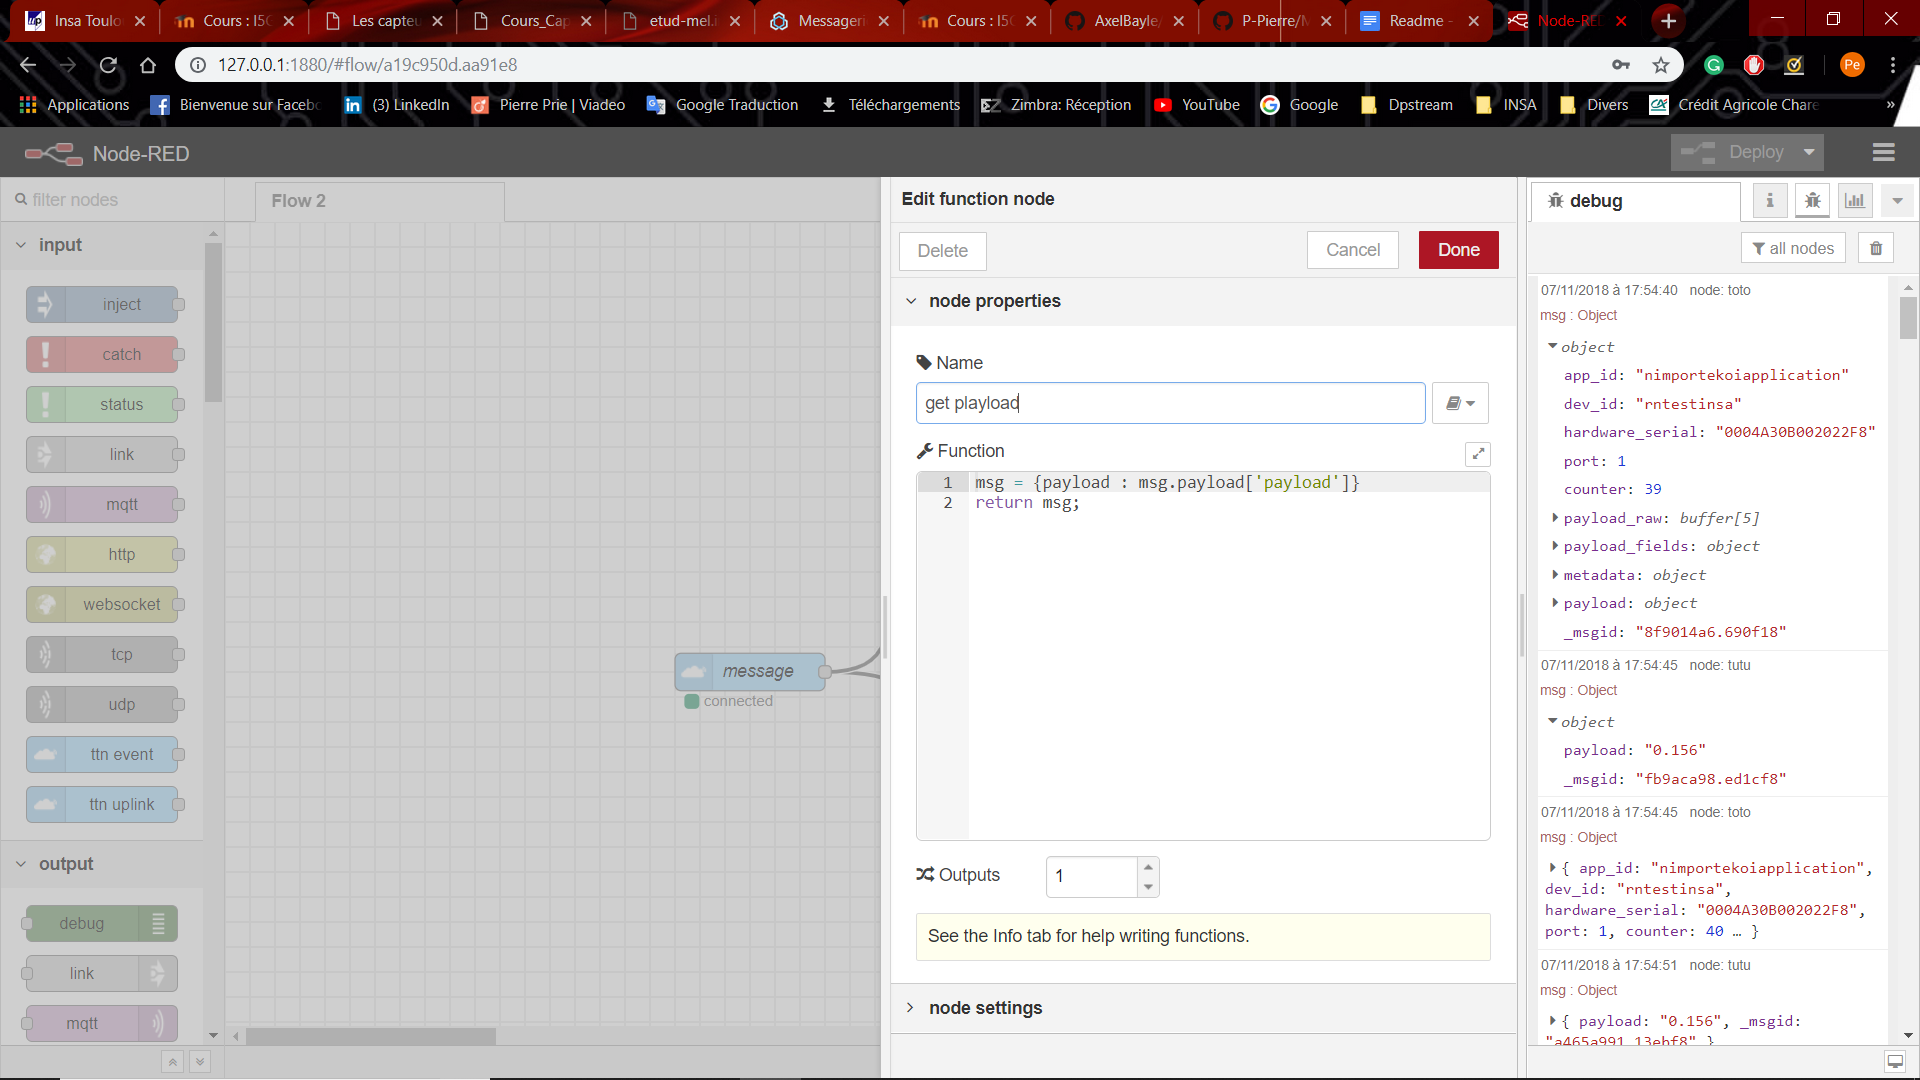 Insa Toulou
Cours : I5C
Les capteu
Cours_Cap
etud-mel.i
Messageri
Cours : I5C
AxelBayle/
P-Pierre/M
Readme -
Node-RED
127.0.0.1:1880/#flow/a19c950d.aa91e8
Pe
Applications
Bienvenue sur Facebo
(3) LinkedIn
Pierre Prie | Viadeo
Google Traduction
Téléchargements
Zimbra: Réception
YouTube
Google
Dpstream
INSA
Divers
Crédit Agricole Chare
»
Node-RED
Deploy
filter nodes
input
inject
catch
status
link
mqtt
http
websocket
tcp
udp
ttn event
ttn uplink
output
debug
link
mqtt
Flow 2
message
connected
Edit function node
Delete
Cancel
Done
node properties
Name
get playload
Function
1 msg = {payload : msg.payload['payload']}
2 return msg;
Outputs
1
See the Info tab for help writing functions.
node settings
debug
all nodes
07/11/2018 à 17:54:40 node: toto
msg : Object
object
app_id: "nimportekoiapplication"
dev_id: "rntestinsa"
hardware_serial: "0004A30B002022F8"
port: 1
counter: 39
payload_raw: buffer[5]
payload_fields: object
metadata: object
payload: object
_msgid: "8f9014a6.690f18"
07/11/2018 à 17:54:45 node: tutu
msg : Object
object
payload: "0.156"
_msgid: "fb9aca98.ed1cf8"
07/11/2018 à 17:54:45 node: toto
msg : Object
{ app_id: "nimportekoiapplication",
dev_id: "rntestinsa",
hardware_serial: "0004A30B002022F8",
port: 1, counter: 40 … }
07/11/2018 à 17:54:51 node: tutu
msg : Object
{ payload: "0.156", _msgid:
"a465a991.13ebf8" }